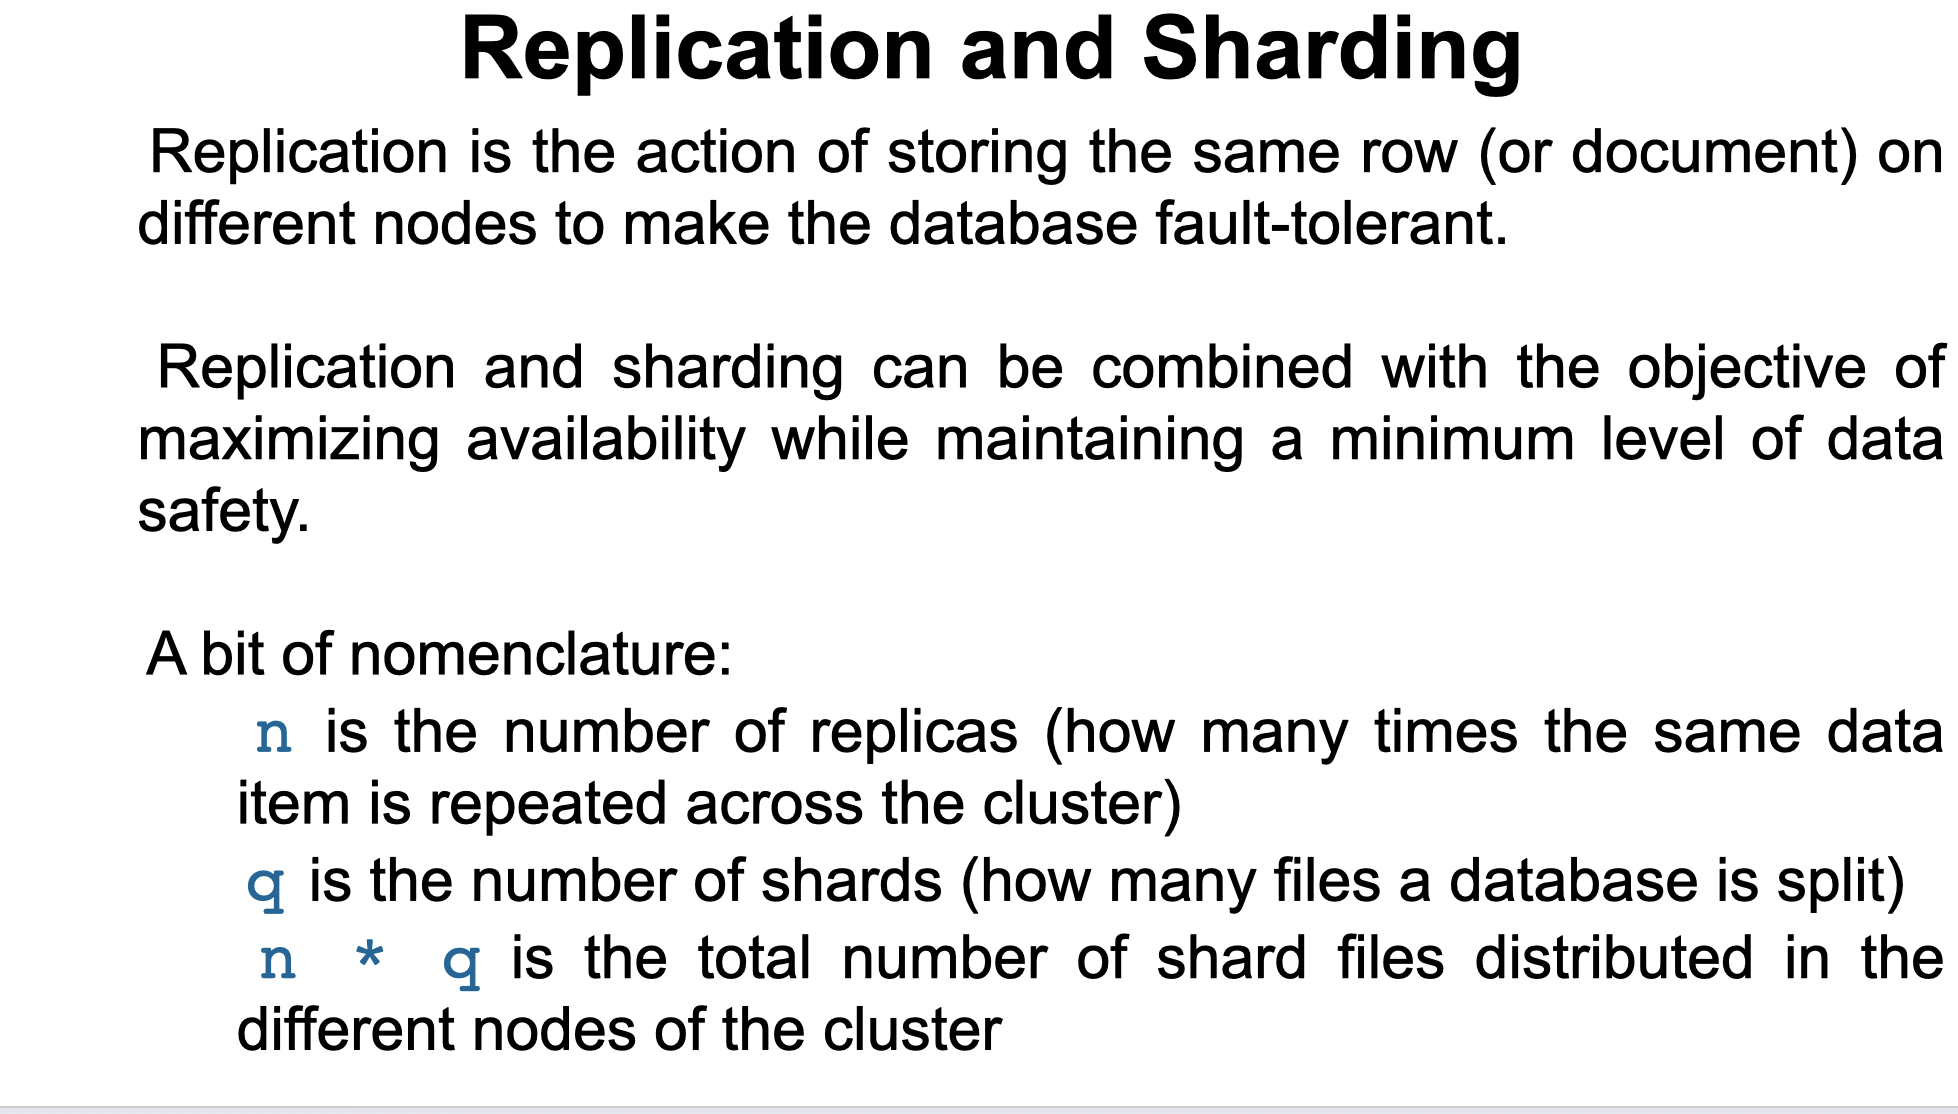 Replication and Sharding
Replication is the action of storing the same row (or document) on
different nodes to make the database fault-tolerant.
Replication and sharding can be combined with the objective of
maximizing availability while maintaining a minimum level of data
safety.
A bit of nomenclature:
n is the number of replicas (how many times the same data
item is repeated across the cluster)
q is the number of shards (how many files a database is split)
n * q is the total number of shard files distributed in the
different nodes of the cluster